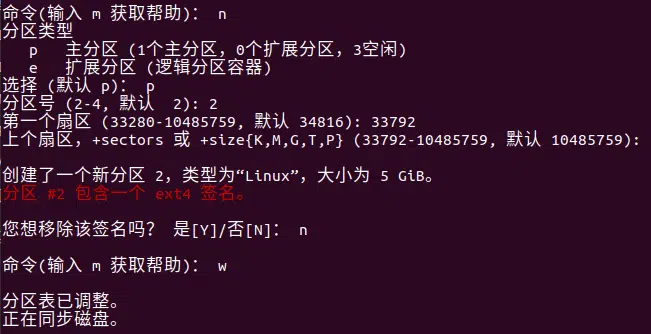 命令(输入 m 获取帮助)： n
分区类型
p 主分区 (1个主分区，0个扩展分区，3空闲)
e 扩展分区 (逻辑分区容器)
选择 (默认 p)： p
分区号 (2-4, 默认  2): 2
第一个扇区 (33280-10485759, 默认 34816): 33792
上个扇区，+sectors 或 +size{K,M,G,T,P} (33792-10485759, 默认 10485759):
创建了一个新分区 2，类型为“Linux”，大小为 5 GiB。
分区 #2 包含一个 ext4 签名。
您想移除该签名吗？ 是[Y]/否[N]： n
命令(输入 m 获取帮助)： w
分区表已调整。
正在同步磁盘。